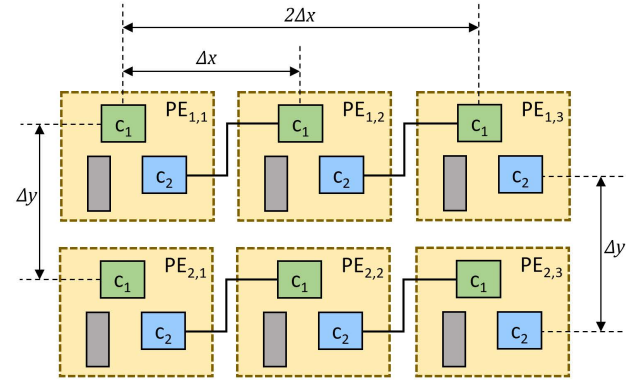 2Δx
Δx
PE1,1 PE1,2 PE1,3
c1 c1 c1
c2 c2 c2
Δy
Δy
PE2,1 PE2,2 PE2,3
c1 c1 c1
c2 c2 c2